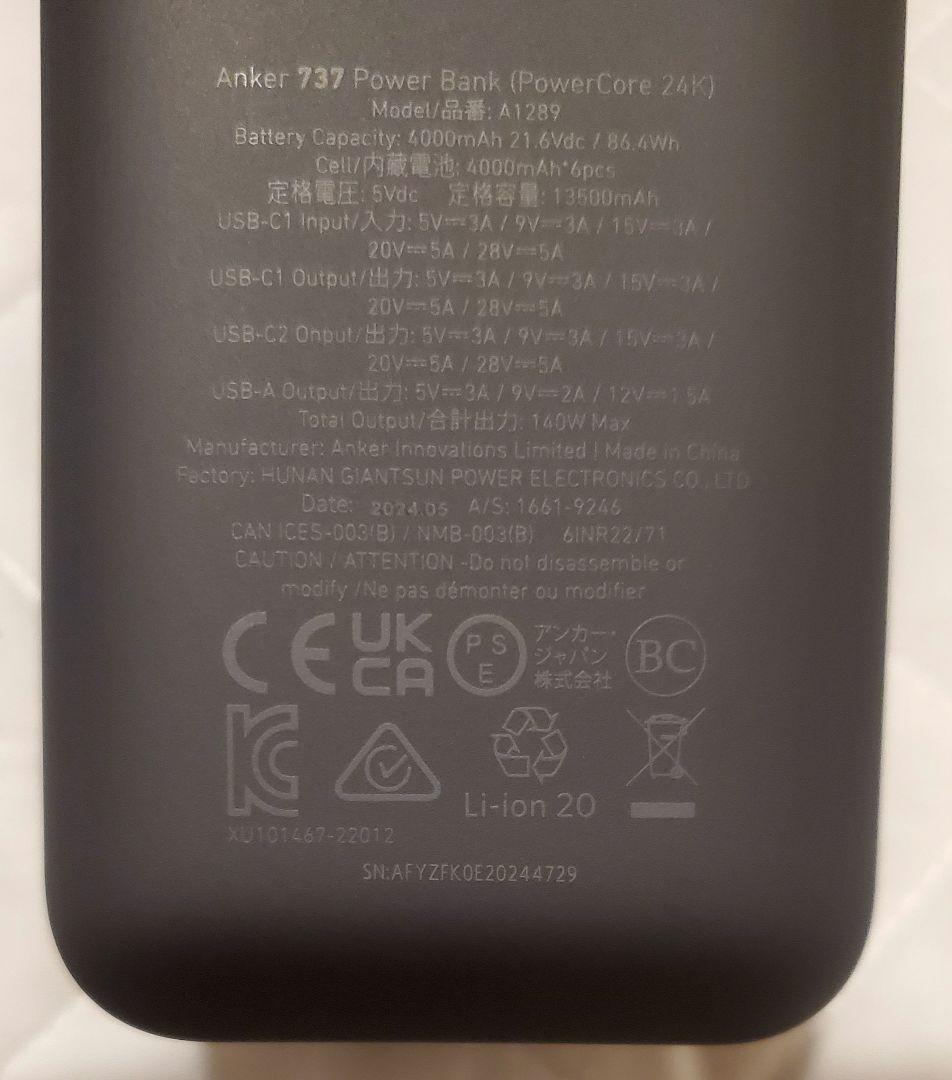 Anker 737 Power Bank (PowerCore 24K)
Model/品番: A1289
Battery Capacity: 4000mAh 21.6Vdc / 86.4Wh
Cell/内蔵電池: 4000mAh*6pcs
定格電圧: 5Vdc 定格容量: 13500mAh
USB-C1 Input/入力: 5V⎓3A / 9V⎓3A / 15V⎓3A /
20V⎓5A / 28V⎓5A
USB-C1 Output/出力: 5V⎓3A / 9V⎓3A / 15V⎓3A /
20V⎓5A / 28V⎓5A
USB-C2 Onput/出力: 5V⎓3A / 9V⎓3A / 15V⎓3A /
20V⎓5A / 28V⎓5A
USB-A Output/出力: 5V⎓3A / 9V⎓2A / 12V⎓1.5A
Total Output/合計出力: 140W Max
Manufacturer: Anker Innovations Limited | Made in China
Factory: HUNAN GIANTSUN POWER ELECTRONICS CO., LTD
Date: 2024.05 A/S: 1661-9246
CAN ICES-003(B) / NMB-003(B) 6INR22/71
CAUTION / ATTENTION -Do not disassemble or
modify /Ne pas démonter ou modifier
CE UKCA PSE アンカー・ジャパン株式会社 BC
KC
Li-ion 20
XU101467-22012
SN:AFYZFK0E20244729